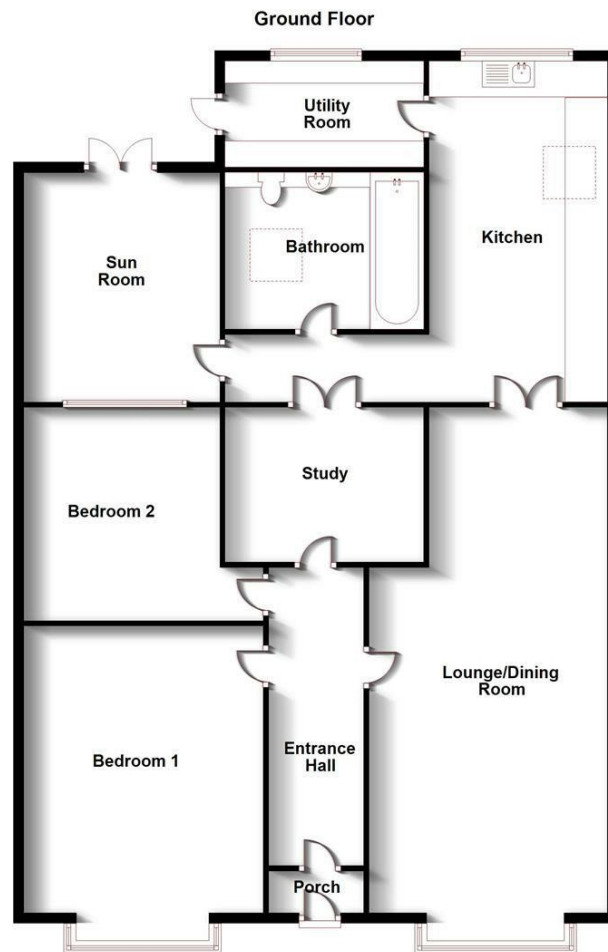 Ground Floor
Utility
Room
Kitchen
Bathroom
Sun
Room
Study
Bedroom 2
Lounge/Dining
Room
Entrance
Hall
Bedroom 1
Porch